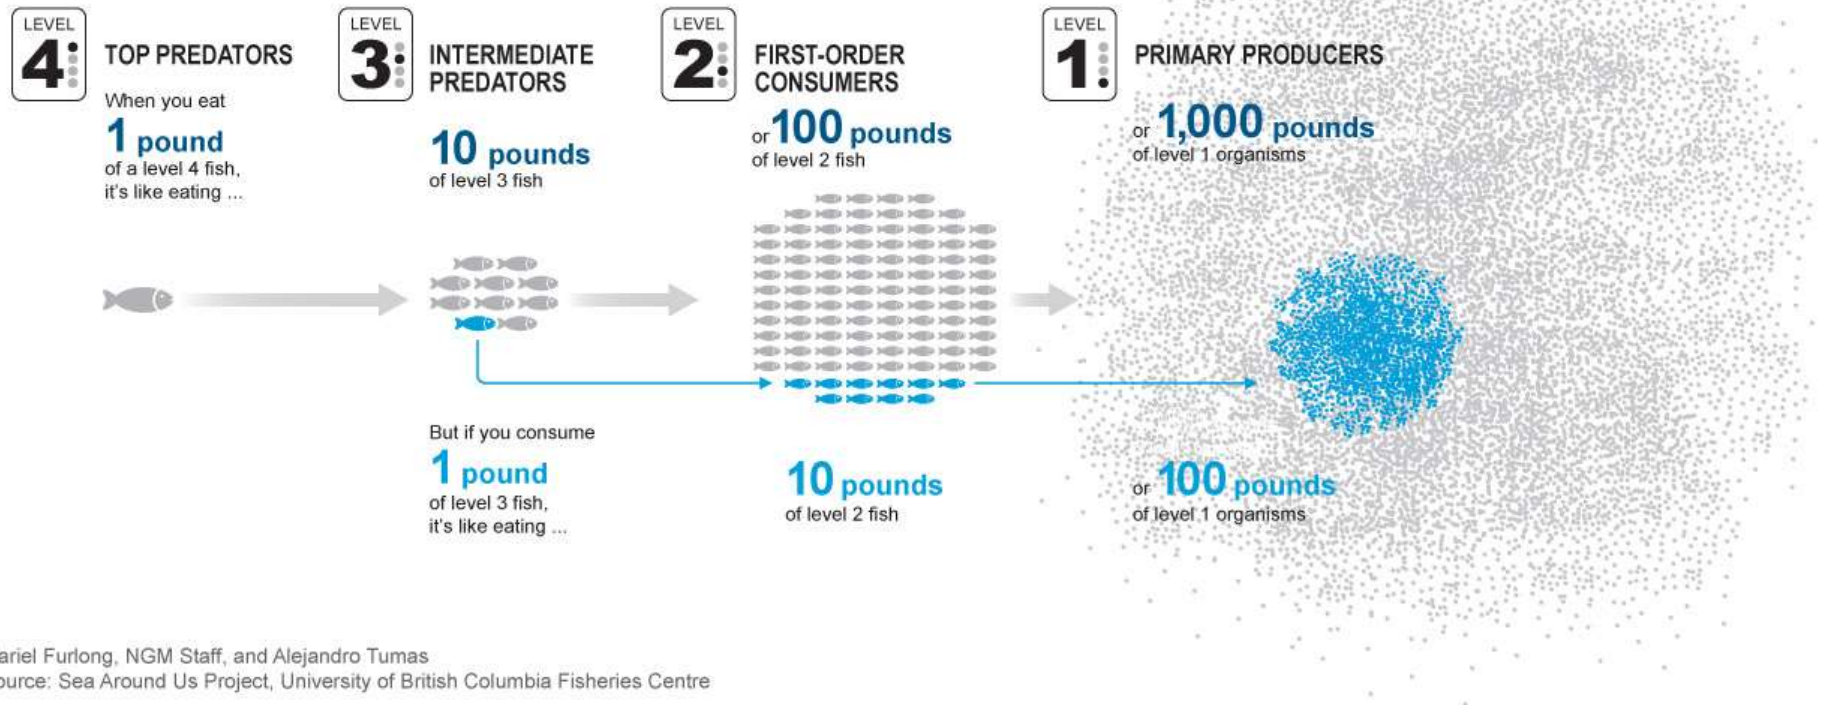 LEVEL
4
TOP PREDATORS
When you eat
1 pound
of a level 4 fish,
it's like eating ...
LEVEL
3
INTERMEDIATE
PREDATORS
10 pounds
of level 3 fish
LEVEL
2
FIRST-ORDER
CONSUMERS
or 100 pounds
of level 2 fish
LEVEL
1
PRIMARY PRODUCERS
or 1,000 pounds
of level 1 organisms
But if you consume
1 pound
of level 3 fish,
it's like eating ...
10 pounds
of level 2 fish
or 100 pounds
of level 1 organisms
ariel Furlong, NGM Staff, and Alejandro Tumas
ource: Sea Around Us Project, University of British Columbia Fisheries Centre